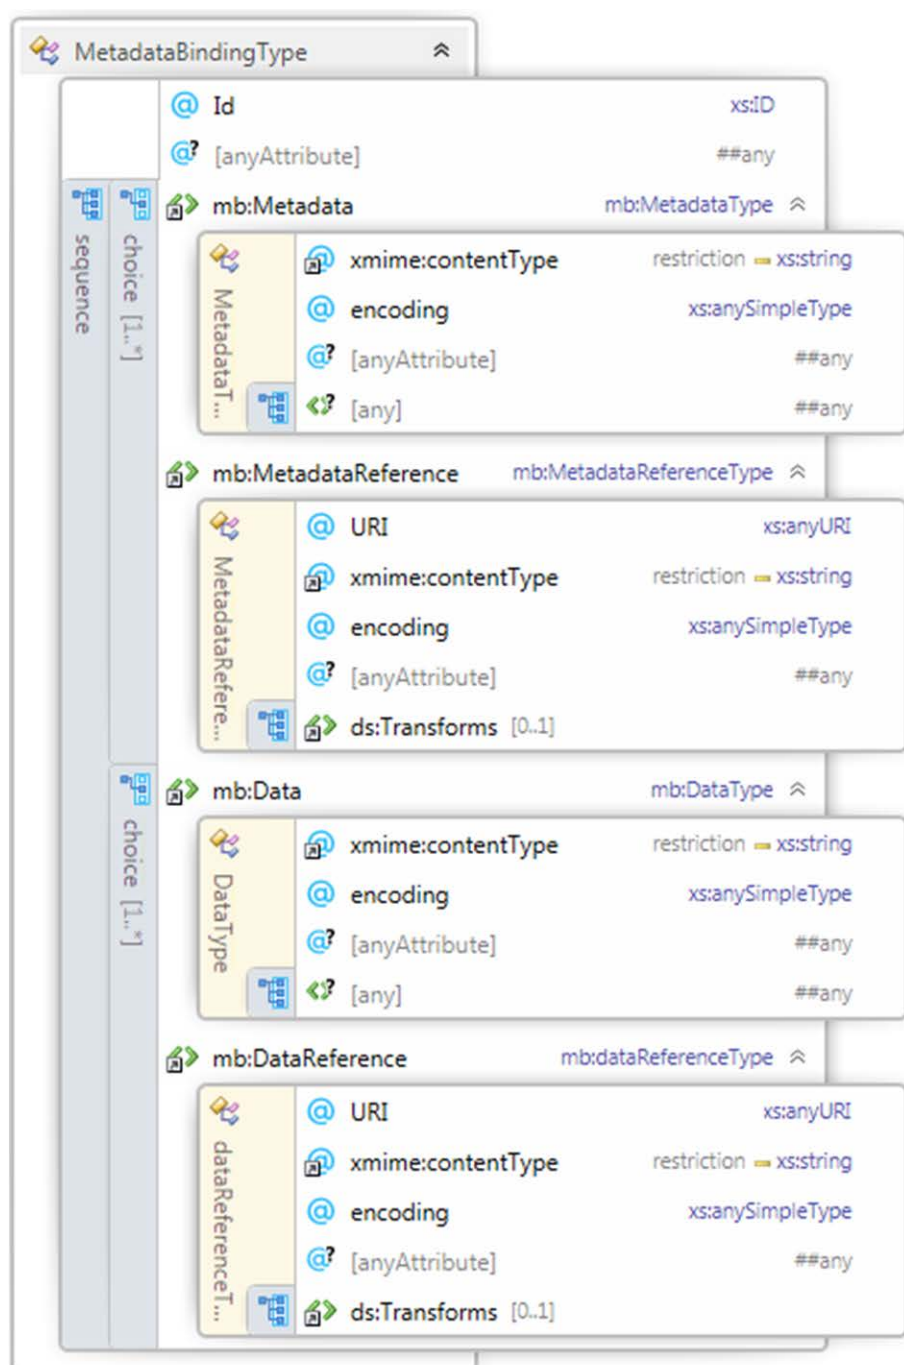 MetadataBindingType
Id xs:ID
[anyAttribute] ##any
sequence
choice [1..*]
mb:Metadata mb:MetadataType
MetadataT...
xmime:contentType restriction xs:string
encoding xs:anySimpleType
[anyAttribute] ##any
[any] ##any
mb:MetadataReference mb:MetadataReferenceType
MetadataRefere...
URI xs:anyURI
xmime:contentType restriction xs:string
encoding xs:anySimpleType
[anyAttribute] ##any
ds:Transforms [0..1]
choice [1..*]
mb:Data mb:DataType
DataType
xmime:contentType restriction xs:string
encoding xs:anySimpleType
[anyAttribute] ##any
[any] ##any
mb:DataReference mb:dataReferenceType
dataReferenceT...
URI xs:anyURI
xmime:contentType restriction xs:string
encoding xs:anySimpleType
[anyAttribute] ##any
ds:Transforms [0..1]